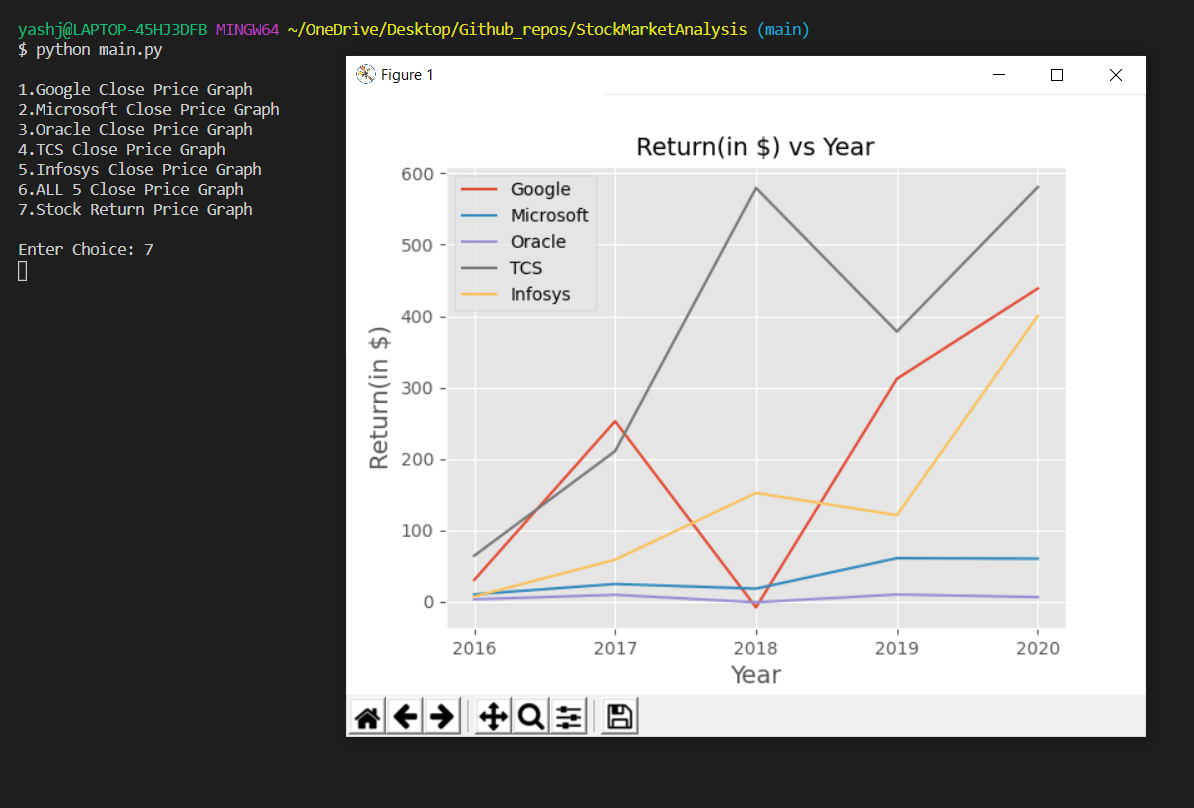 yashj@LAPTOP-45HJ3DFB MINGW64 ~/OneDrive/Desktop/Github_repos/StockMarketAnalysis (main)
$ python main.py
1.Google Close Price Graph
2.Microsoft Close Price Graph
3.Oracle Close Price Graph
4.TCS Close Price Graph
5.Infosys Close Price Graph
6.ALL 5 Close Price Graph
7.Stock Return Price Graph
Enter Choice: 7
Figure 1
Return(in $) vs Year
Google
Microsoft
Oracle
TCS
Infosys
Return(in $)
600
500
400
300
200
100
0
2016 2017 2018 2019 2020
Year